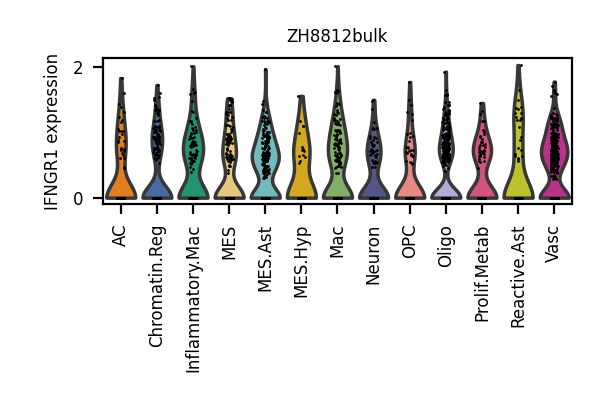 ZH8812bulk
IFNGR1 expression
2
0
AC
Chromatin.Reg
Inflammatory.Mac
MES
MES.Ast
MES.Hyp
Mac
Neuron
OPC
Oligo
Prolif.Metab
Reactive.Ast
Vasc